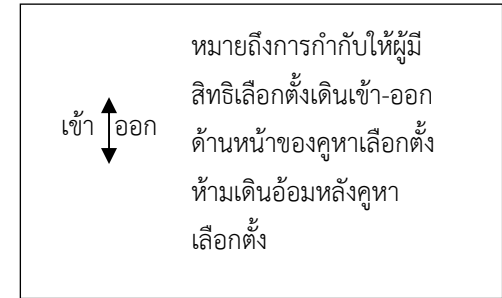 หมายถึงการกำกับให้ผู้มี
สิทธิเลือกตั้งเดินเข้า-ออก
เข้า ออก
ด้านหน้าของคูหาเลือกตั้ง
ห้ามเดินอ้อมหลังคูหา
เลือกตั้ง